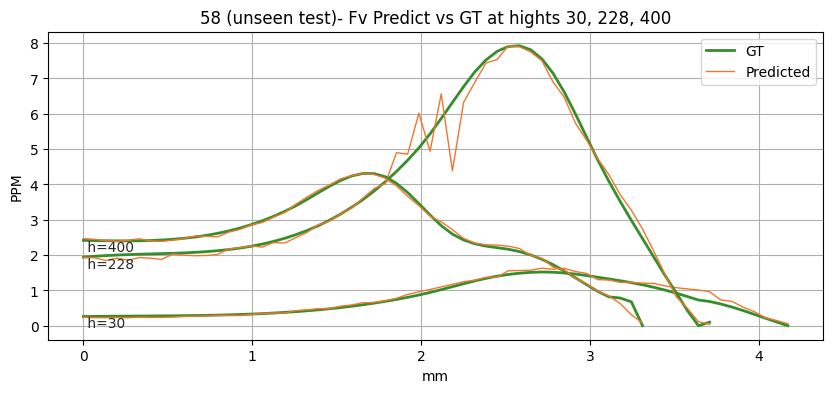 58 (unseen test)- Fv Predict vs GT at hights 30, 228, 400
GT
Predicted
PPM
8
7
6
5
4
3
2
1
0
h=400
h=228
h=30
0 1 2 3 4
mm